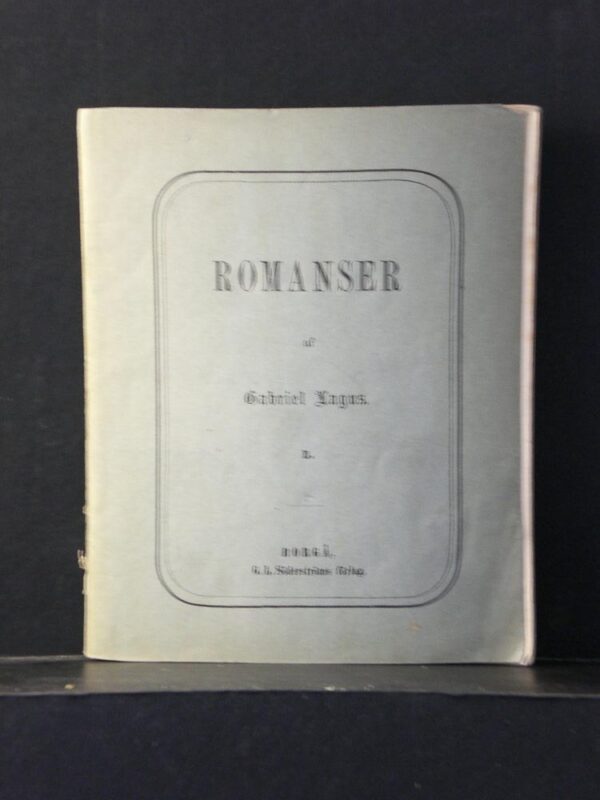 ROMANSER
af
Gabriel Lagus.
II.
BORGÅ,
G. L. Söderströms förlag.